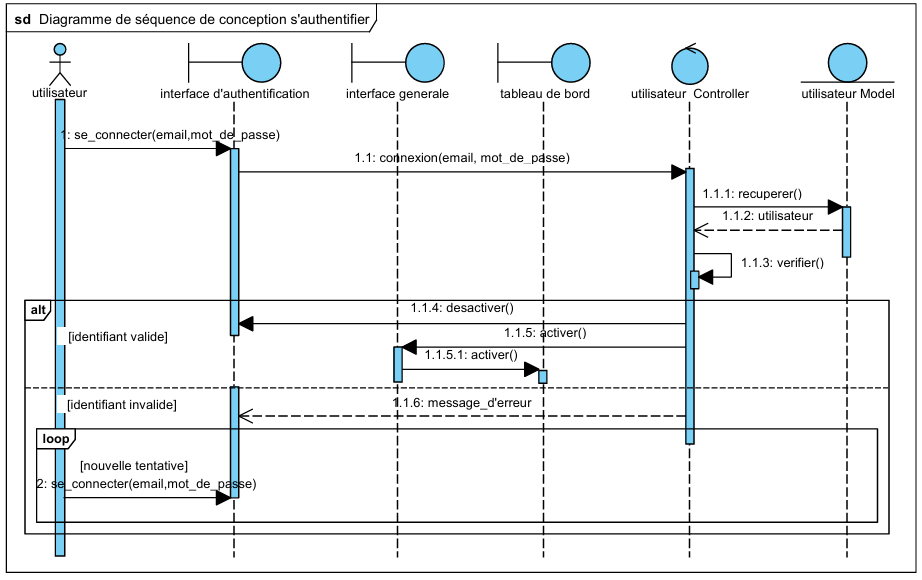 sd Diagramme de séquence de conception s'authentifier
utilisateur
interface d'authentification
interface generale
tableau de bord
utilisateur Controller
utilisateur Model
1: se_connecter(email,mot_de_passe)
1.1: connexion(email, mot_de_passe)
1.1.1: recuperer()
1.1.2: utilisateur
1.1.3: verifier()
alt
1.1.4: desactiver()
[identifiant valide]
1.1.5: activer()
1.1.5.1: activer()
[identifiant invalide]
1.1.6: message_d'erreur
loop
[nouvelle tentative]
2: se_connecter(email,mot_de_passe)